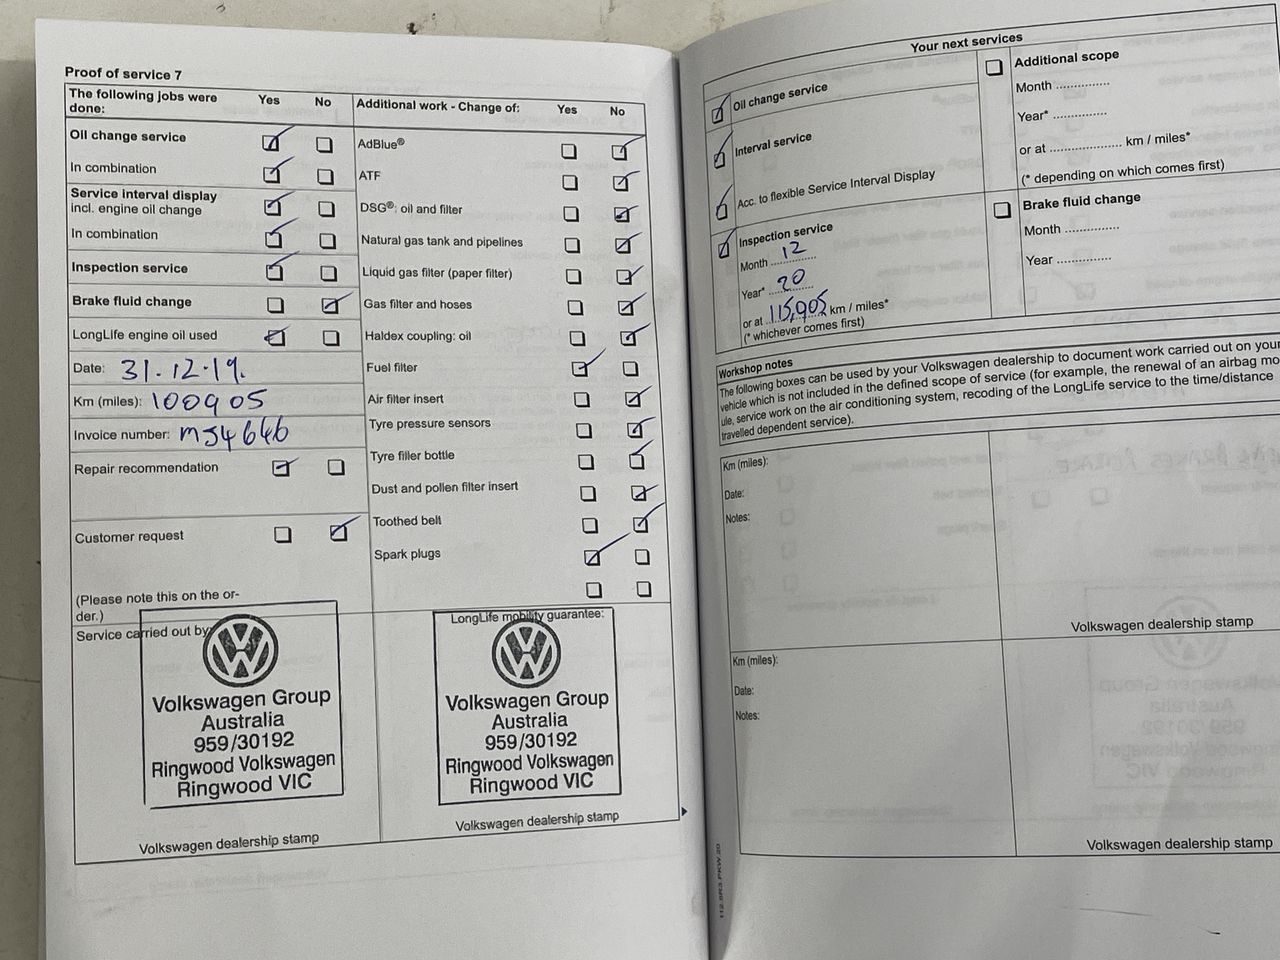 Proof of service 7
The following jobs were done: Yes No
Oil change service
In combination
Service interval display
incl. engine oil change
In combination
Inspection service
Brake fluid change
LongLife engine oil used
Date: 31.12.19.
Km (miles): 100905
Invoice number: MJ4646
Repair recommendation
Customer request
(Please note this on the or-
der.)
Additional work - Change of: Yes No
AdBlue®
ATF
DSG®: oil and filter
Natural gas tank and pipelines
Liquid gas filter (paper filter)
Gas filter and hoses
Haldex coupling: oil
Fuel filter
Air filter insert
Tyre pressure sensors
Tyre filler bottle
Dust and pollen filter insert
Toothed belt
Spark plugs
Service carried out by
Volkswagen Group
Australia
959/30192
Ringwood Volkswagen
Ringwood VIC
Volkswagen dealership stamp
LongLife mobility guarantee:
Volkswagen Group
Australia
959/30192
Ringwood Volkswagen
Ringwood VIC
Volkswagen dealership stamp
Your next services
Oil change service
Interval service
Acc. to flexible Service Interval Display
Inspection service
Month 12
Year* 20
or at 115,905 km / miles*
(* whichever comes first)
Additional scope
Month ...............
Year* ...............
or at .................... km / miles*
(* depending on which comes first)
Brake fluid change
Month ...............
Year ...............
Workshop notes
The following boxes can be used by your Volkswagen dealership to document work carried out on your
vehicle which is not included in the defined scope of service (for example, the renewal of an airbag mo
ule, service work on the air conditioning system, recoding of the LongLife service to the time/distance
travelled dependent service).
Km (miles):
Date:
Notes:
Volkswagen dealership stamp
Km (miles):
Date:
Notes:
Volkswagen dealership stamp